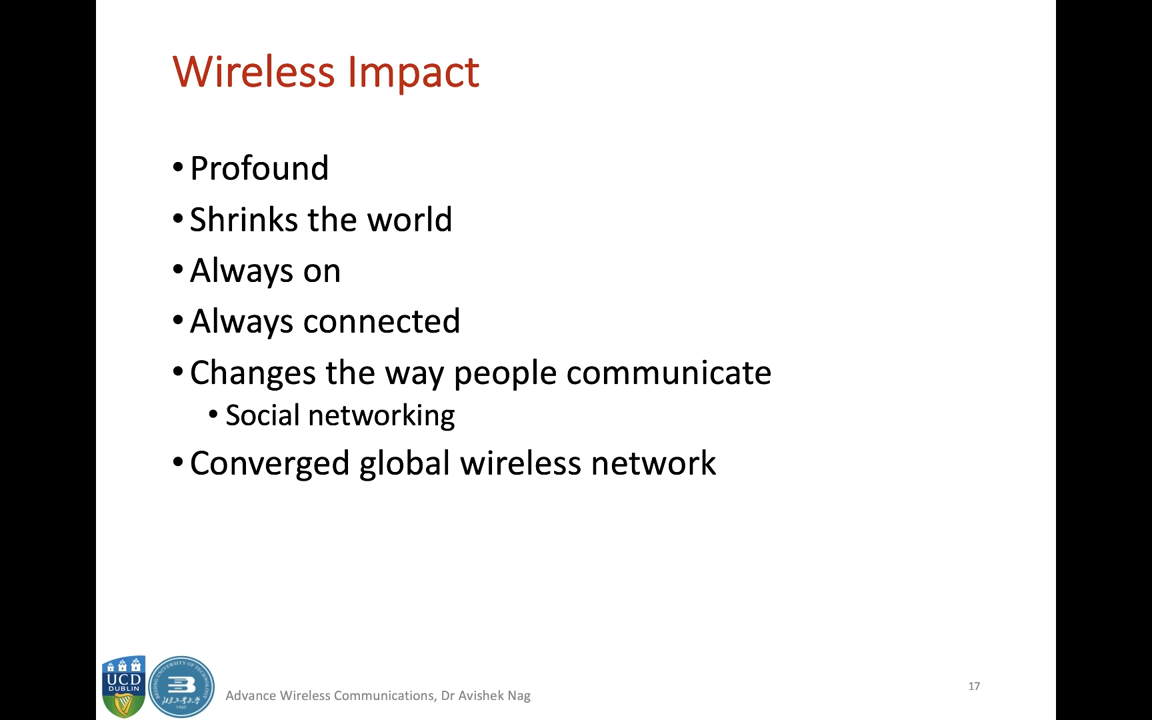 Wireless Impact
• Profound
• Shrinks the world
• Always on
• Always connected
• Changes the way people communicate
• Social networking
• Converged global wireless network
UCD
DUBLIN
Advance Wireless Communications, Dr Avishek Nag
17